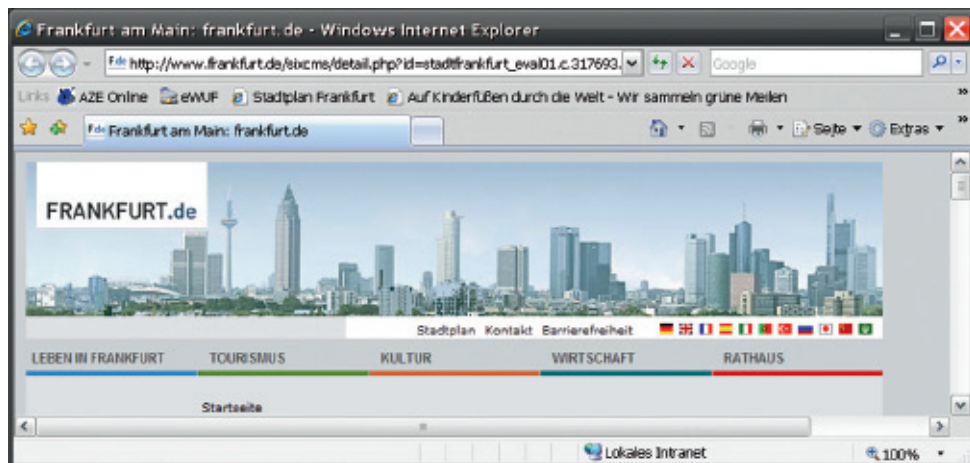 Frankfurt am Main: frankfurt.de - Windows Internet Explorer
http://www.frankfurt.de/sixcms/detail.php?id=stadtfrankfurt_eval01.c.317693. Google
Links AZE Online eWUF Stadtplan Frankfurt Auf Kinderfüßen durch die Welt - Wir sammeln grüne Meilen »
Frankfurt am Main: frankfurt.de Seite Extras »
FRANKFURT.de
Stadtplan Kontakt Barrierefreiheit
LEBEN IN FRANKFURT TOURISMUS KULTUR WIRTSCHAFT RATHAUS
Startseite
Lokales Intranet 100%